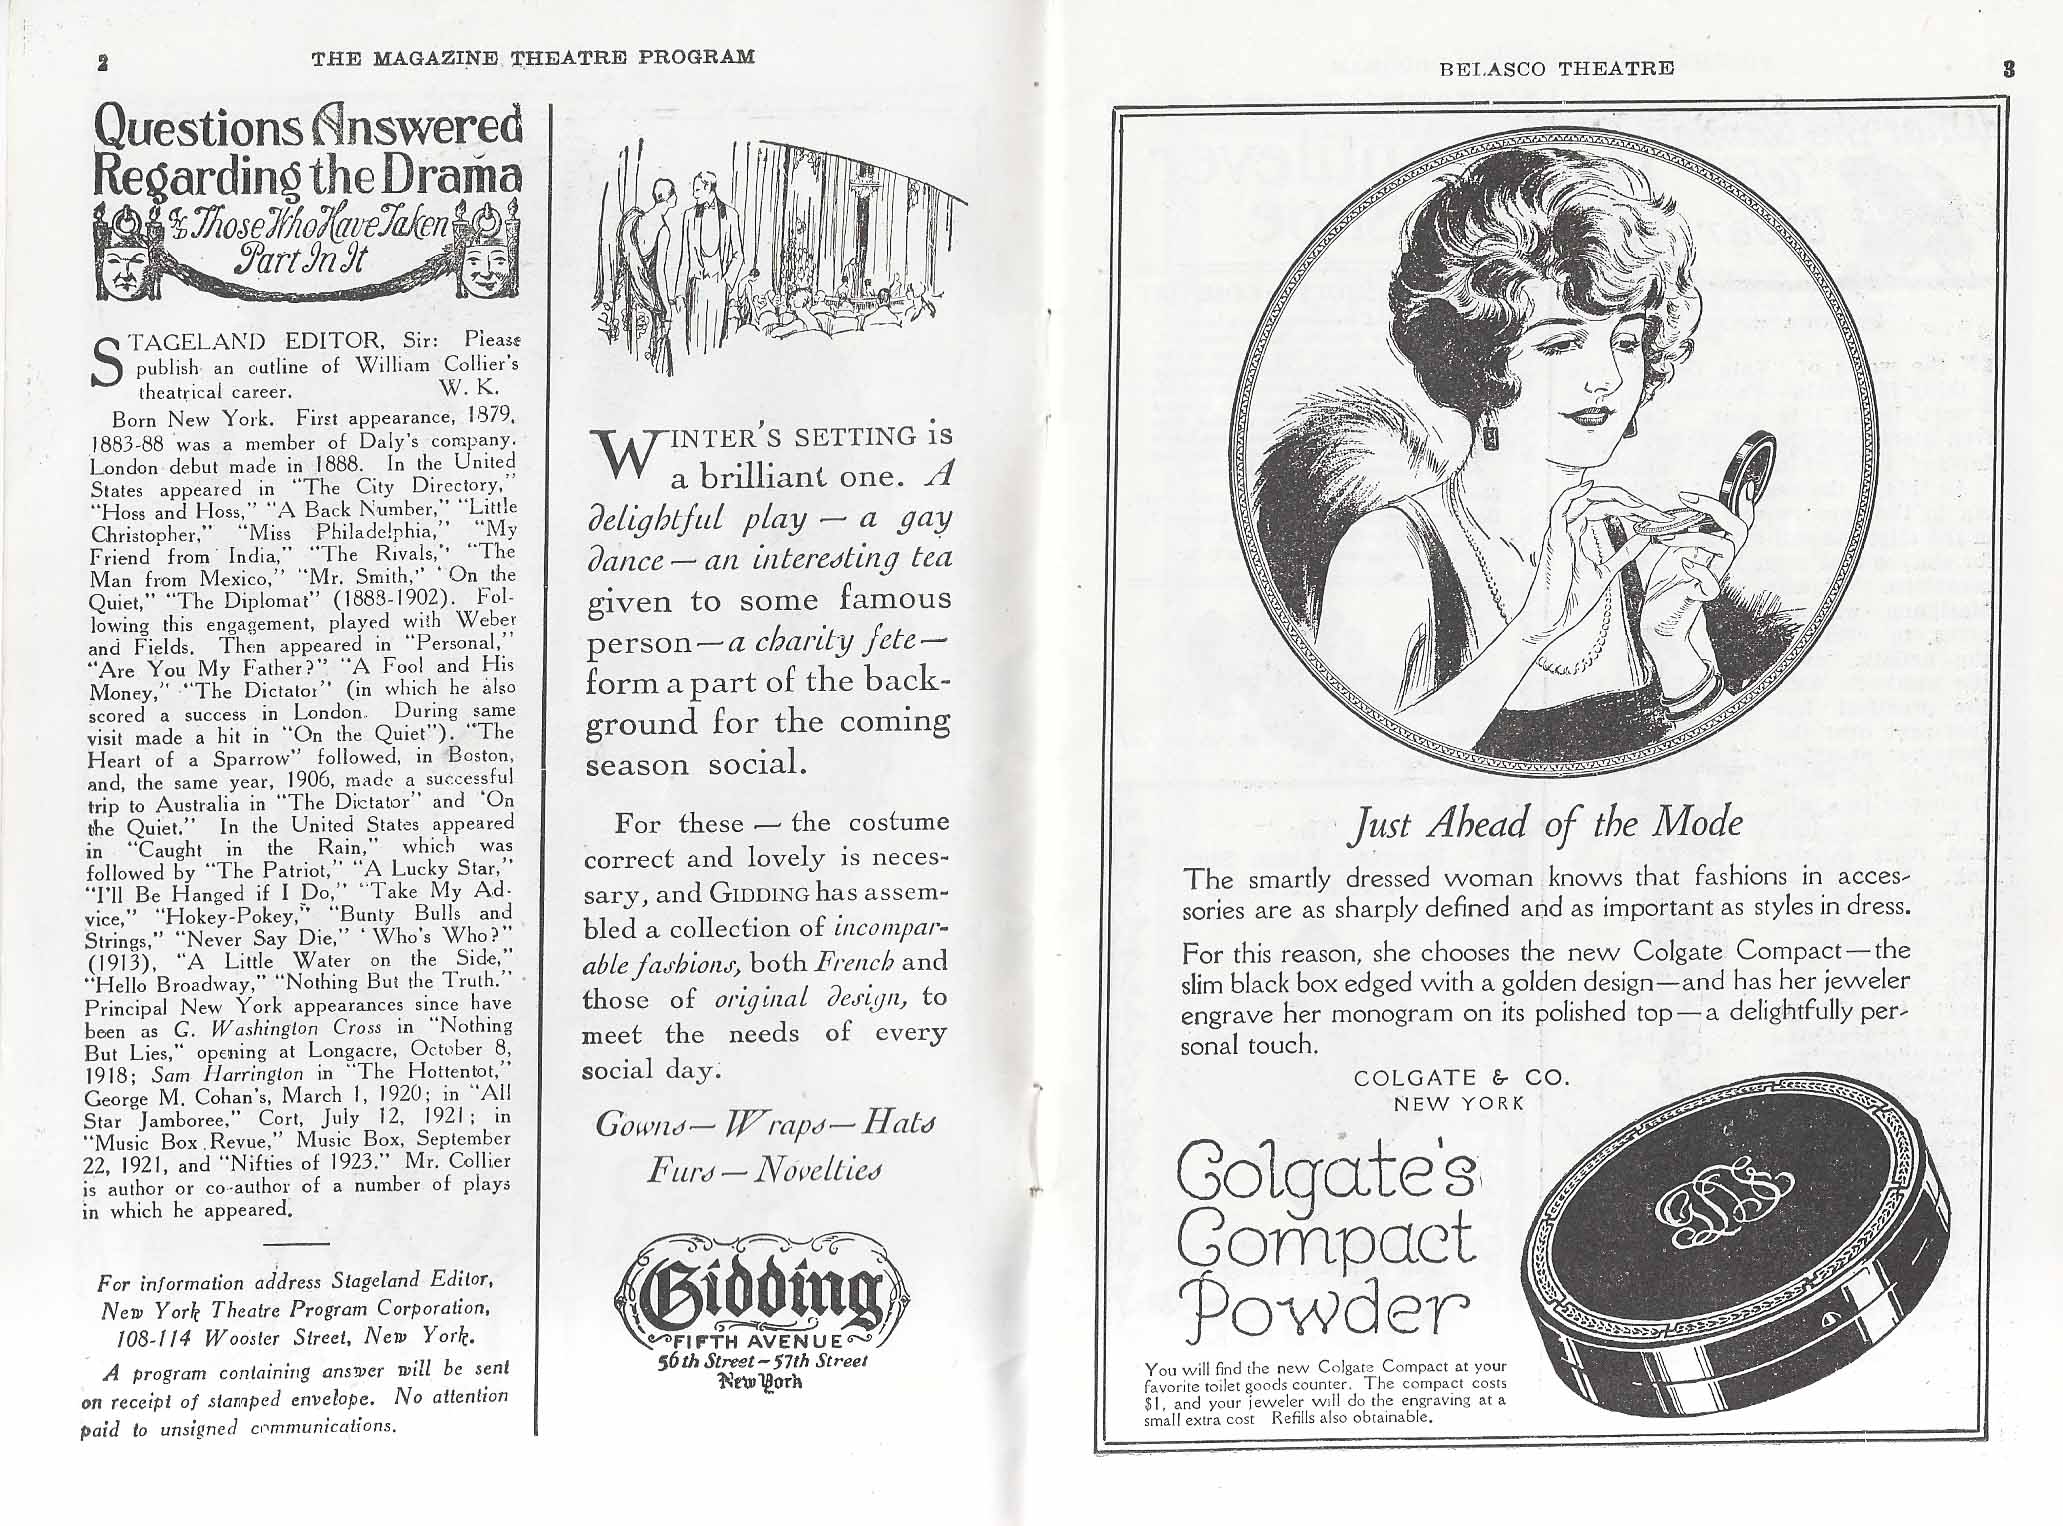 2
THE MAGAZINE THEATRE PROGRAM
Questions Answered
Regarding the Drama
& Those Who Have Taken
Part In It
STAGELAND EDITOR, Sir: Please
publish an outline of William Collier's
theatrical career. W. K.
Born New York. First appearance, 1879.
1883-88 was a member of Daly's company.
London debut made in 1888. In the United
States appeared in "The City Directory,"
"Hoss and Hoss," "A Back Number," "Little
Christopher," "Miss Philadelphia," "My
Friend from India," "The Rivals," "The
Man from Mexico," "Mr. Smith," 'On the
Quiet," "The Diplomat" (1888-1902). Fol-
lowing this engagement, played with Weber
and Fields. Then appeared in "Personal,"
"Are You My Father?" "A Fool and His
Money," "The Dictator" (in which he also
scored a success in London. During same
visit made a hit in "On the Quiet"). "The
Heart of a Sparrow" followed, in Boston,
and, the same year, 1906, made a successful
trip to Australia in "The Dictator" and 'On
the Quiet." In the United States appeared
in "Caught in the Rain," which was
followed by "The Patriot," "A Lucky Star,"
"I'll Be Hanged if I Do," "Take My Ad-
vice," "Hokey-Pokey," "Bunty Bulls and
Strings," "Never Say Die," 'Who's Who?"
(1913), "A Little Water on the Side,"
"Hello Broadway," "Nothing But the Truth."
Principal New York appearances since have
been as G. Washington Cross in "Nothing
But Lies," opening at Longacre, October 8,
1918; Sam Harrington in "The Hottentot,"
George M. Cohan's, March 1, 1920; in "All
Star Jamboree," Cort, July 12, 1921; in
"Music Box Revue," Music Box, September
22, 1921, and "Nifties of 1923." Mr. Collier
is author or co-author of a number of plays
in which he appeared.
For information address Stageland Editor,
New York Theatre Program Corporation,
108-114 Wooster Street, New York.
A program containing answer will be sent
on receipt of stamped envelope. No attention
paid to unsigned communications.
WINTER'S SETTING is
a brilliant one. A
delightful play — a gay
dance — an interesting tea
given to some famous
person — a charity fete —
form a part of the back-
ground for the coming
season social.
For these — the costume
correct and lovely is neces-
sary, and GIDDING has assem-
bled a collection of incompar-
able fashions, both French and
those of original design, to
meet the needs of every
social day.
Gowns — Wraps — Hats
Furs — Novelties
Gidding
FIFTH AVENUE
56th Street — 57th Street
New York
BELASCO THEATRE
3
Just Ahead of the Mode
The smartly dressed woman knows that fashions in acces-
sories are as sharply defined and as important as styles in dress.
For this reason, she chooses the new Colgate Compact—the
slim black box edged with a golden design—and has her jeweler
engrave her monogram on its polished top—a delightfully per-
sonal touch.
COLGATE & CO.
NEW YORK
Colgate's
Compact
Powder
You will find the new Colgate Compact at your
favorite toilet goods counter. The compact costs
$1, and your jeweler will do the engraving at a
small extra cost Refills also obtainable.